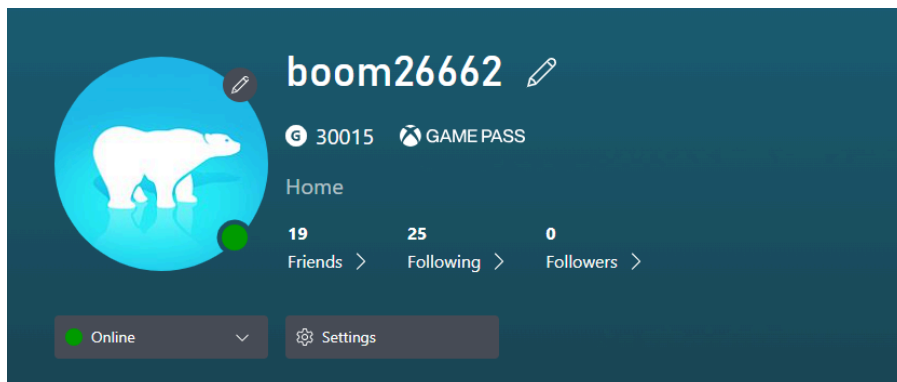 boom26662
G 30015 GAME PASS
Home
19 25 0
Friends Following Followers
Online Settings